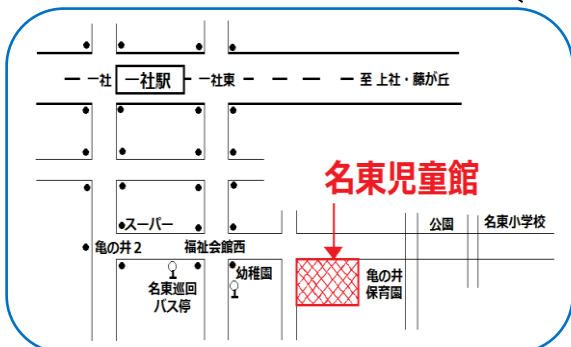 一社
一社駅
一社東
至 上社・藤が丘
名東児童館
スーパー
公園
名東小学校
亀の井2
福祉会館西
名東巡回
バス停
幼稚園
亀の井
保育園